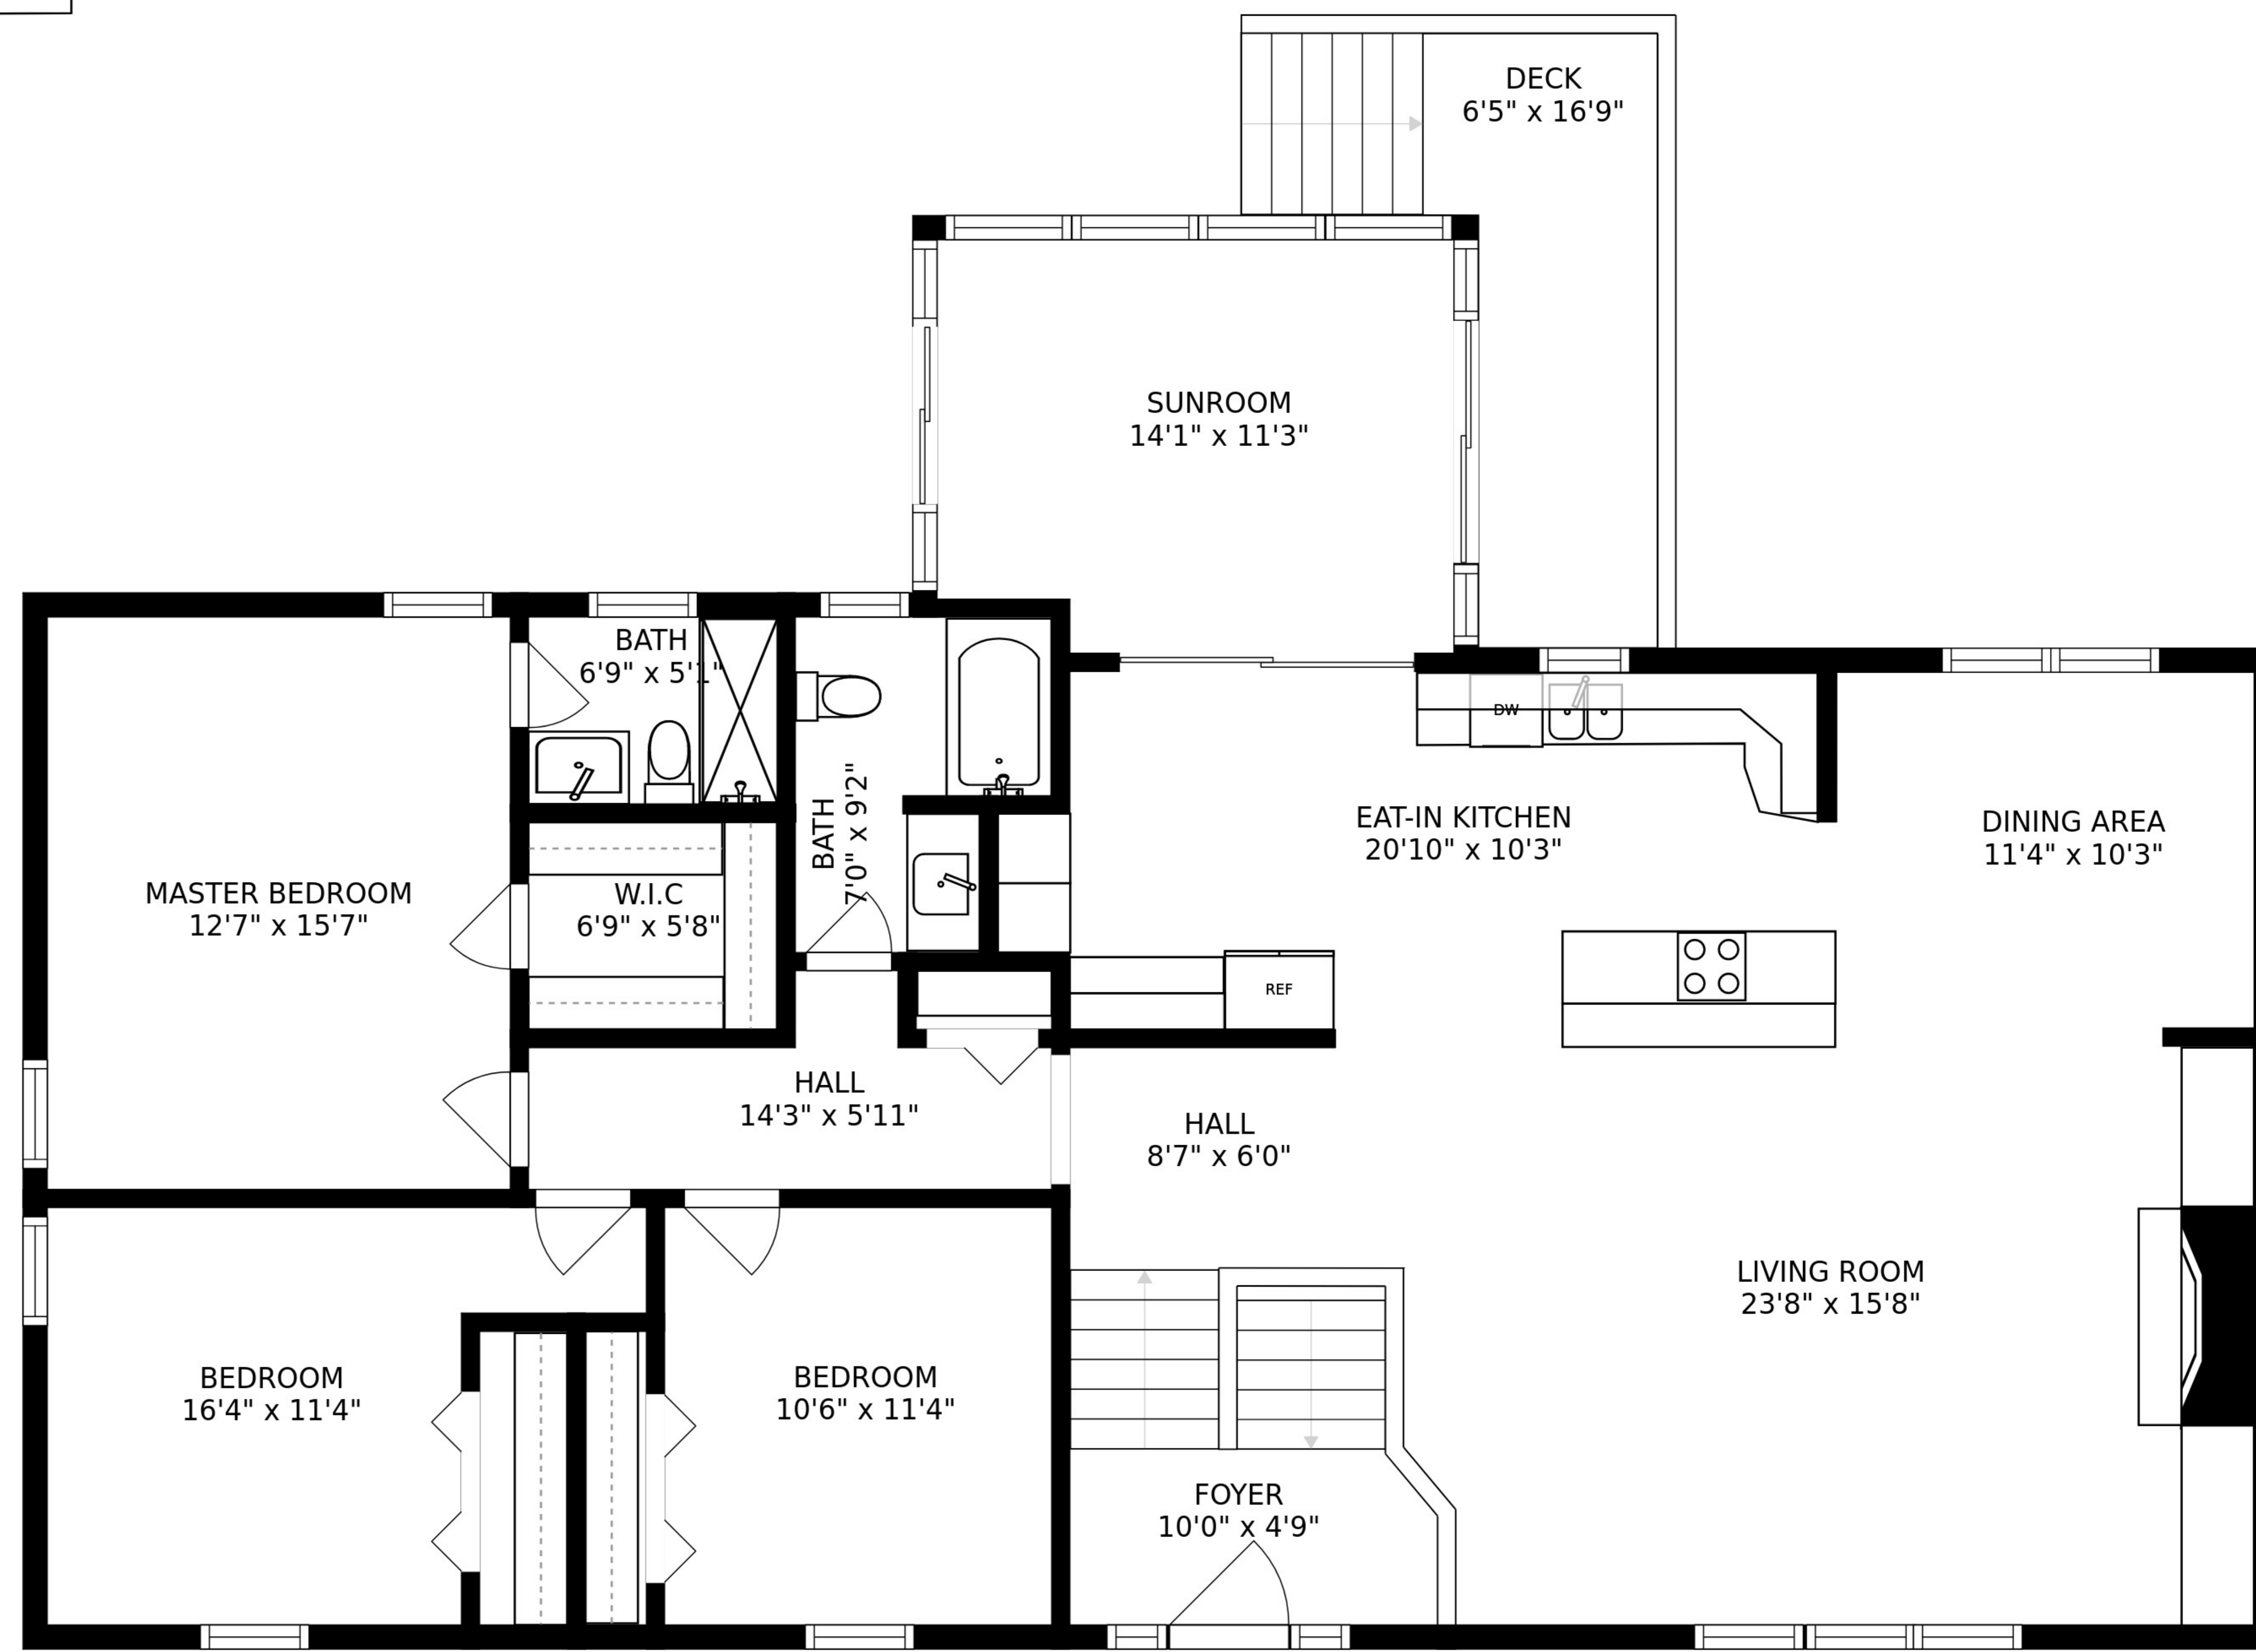 DECK
6'5" x 16'9"
SUNROOM
14'1" x 11'3"
BATH
6'9" x 5'1"
DW
BATH
7'0" x 9'2"
EAT-IN KITCHEN
20'10" x 10'3"
DINING AREA
11'4" x 10'3"
MASTER BEDROOM
12'7" x 15'7"
W.I.C
6'9" x 5'8"
REF
HALL
14'3" x 5'11"
HALL
8'7" x 6'0"
LIVING ROOM
23'8" x 15'8"
BEDROOM
16'4" x 11'4"
BEDROOM
10'6" x 11'4"
FOYER
10'0" x 4'9"